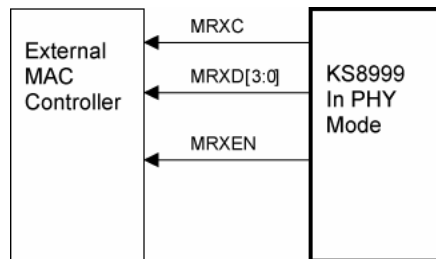 External
MAC
Controller
MRXC
MRXD[3:0]
MRXEN
KS8999
In PHY
Mode